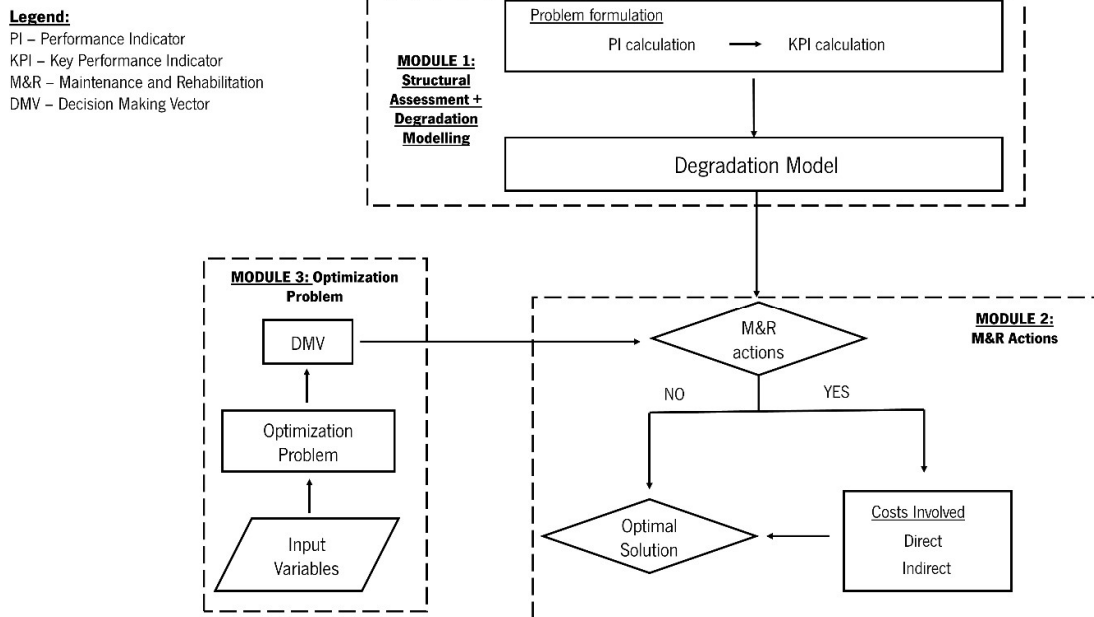 Legend:
PI – Performance Indicator
KPI – Key Performance Indicator
M&R – Maintenance and Rehabilitation
DMV – Decision Making Vector
MODULE 1:
Structural
Assessment +
Degradation
Modelling
Problem formulation
PI calculation
KPI calculation
Degradation Model
MODULE 3: Optimization
Problem
DMV
Optimization
Problem
Input
Variables
MODULE 2:
M&R Actions
M&R
actions
NO
YES
Optimal
Solution
Costs Involved
Direct
Indirect